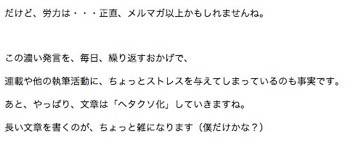 だけど、労力は・・・正直、メルマガ以上かもしれませんね。
この濃い発言を、毎日、繰り返すおかげで、
連載や他の執筆活動に、ちょっとストレスを与えてしまっているのも事実です。
あと、やっぱり、文章は「ヘタクソ化」していきますね。
長い文章を書くのが、ちょっと雑になります（僕だけかな？）